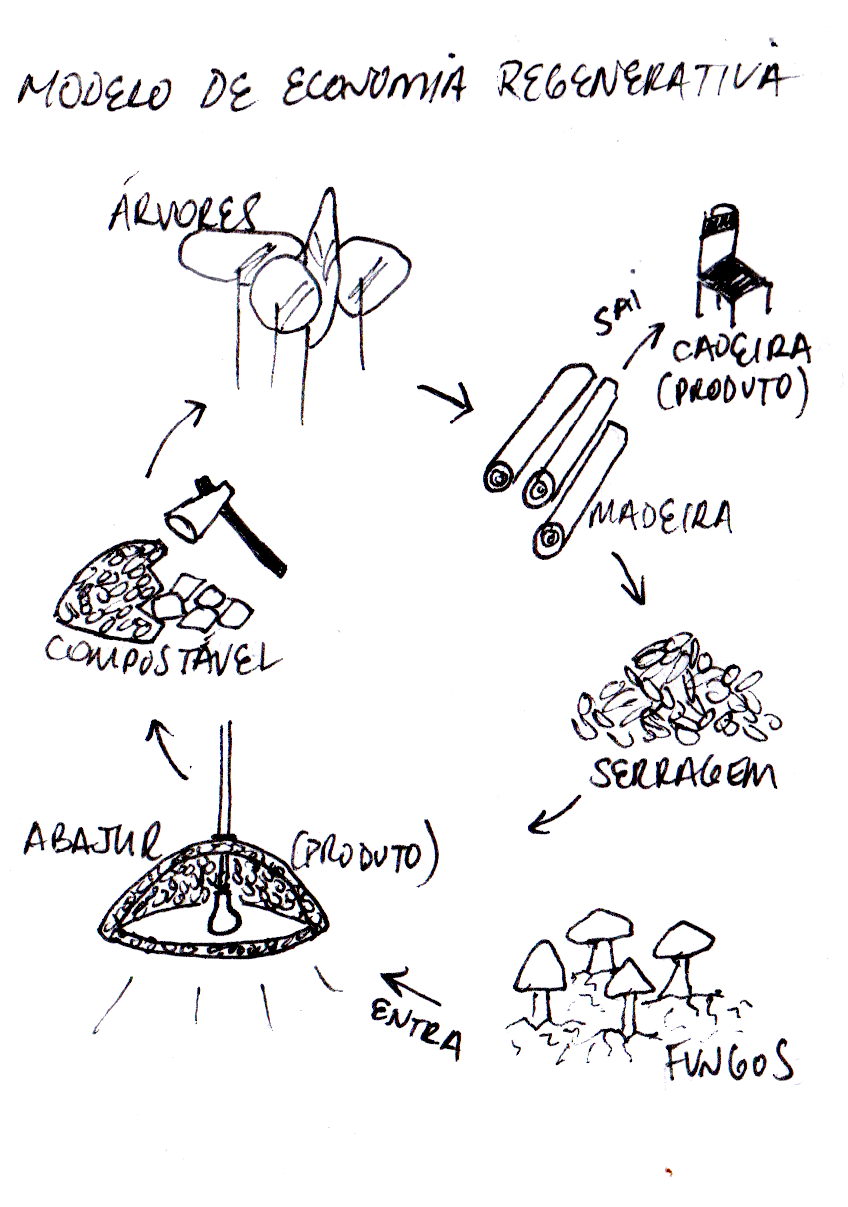 MODELO DE ECONOMIA REGENERATIVA
ÁRVORES
SAI
CADEIRA
(PRODUTO)
MADEIRA
COMPOSTÁVEL
SERRAGEM
ABAJUR (PRODUTO)
ENTRA
FUNGOS